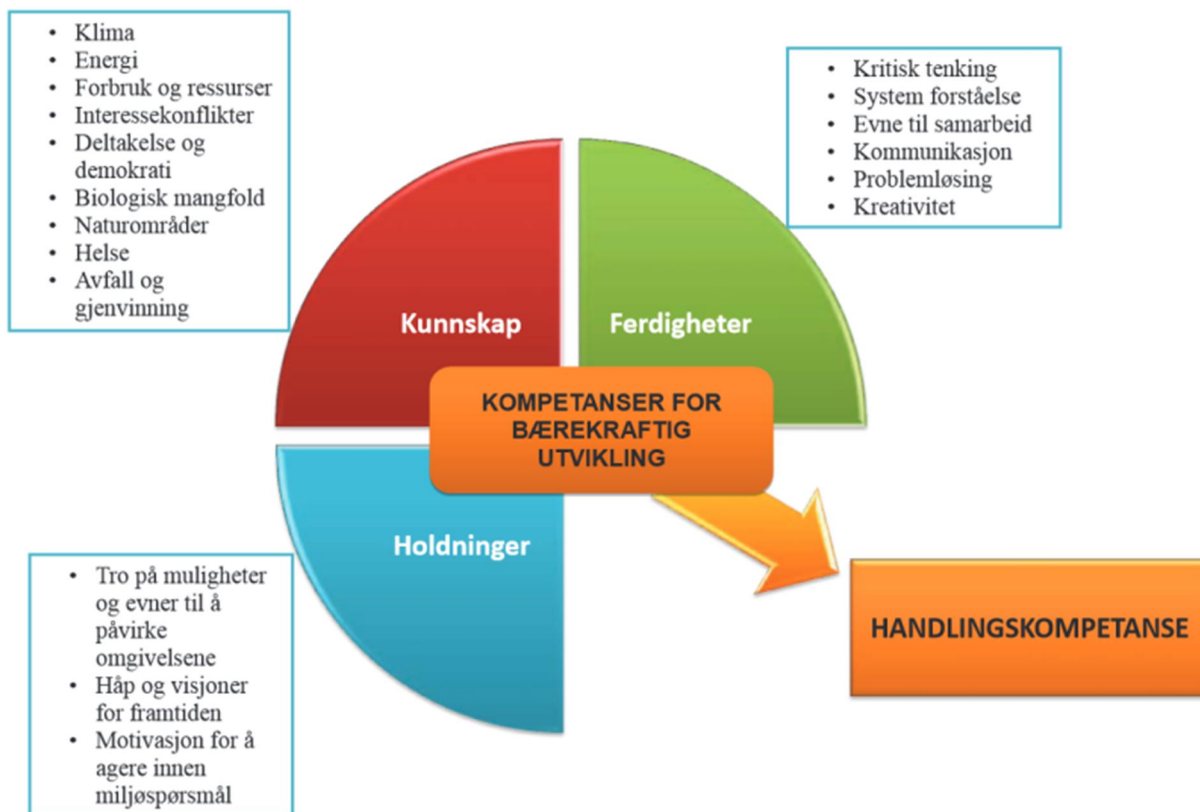 • Klima
• Energi
• Forbruk og ressurser
• Interessekonflikter
• Deltakelse og
demokrati
• Biologisk mangfold
• Naturområder
• Helse
• Avfall og
gjenvinning
• Kritisk tenking
• System forståelse
• Evne til samarbeid
• Kommunikasjon
• Problemløsing
• Kreativitet
Kunnskap
Ferdigheter
KOMPETANSER FOR
BÆREKRAFTIG
UTVIKLING
Holdninger
• Tro på muligheter
og evner til å
påvirke
omgivelsene
• Håp og visjoner
for framtiden
• Motivasjon for å
agere innen
miljøspørsmål
HANDLINGSKOMPETANSE